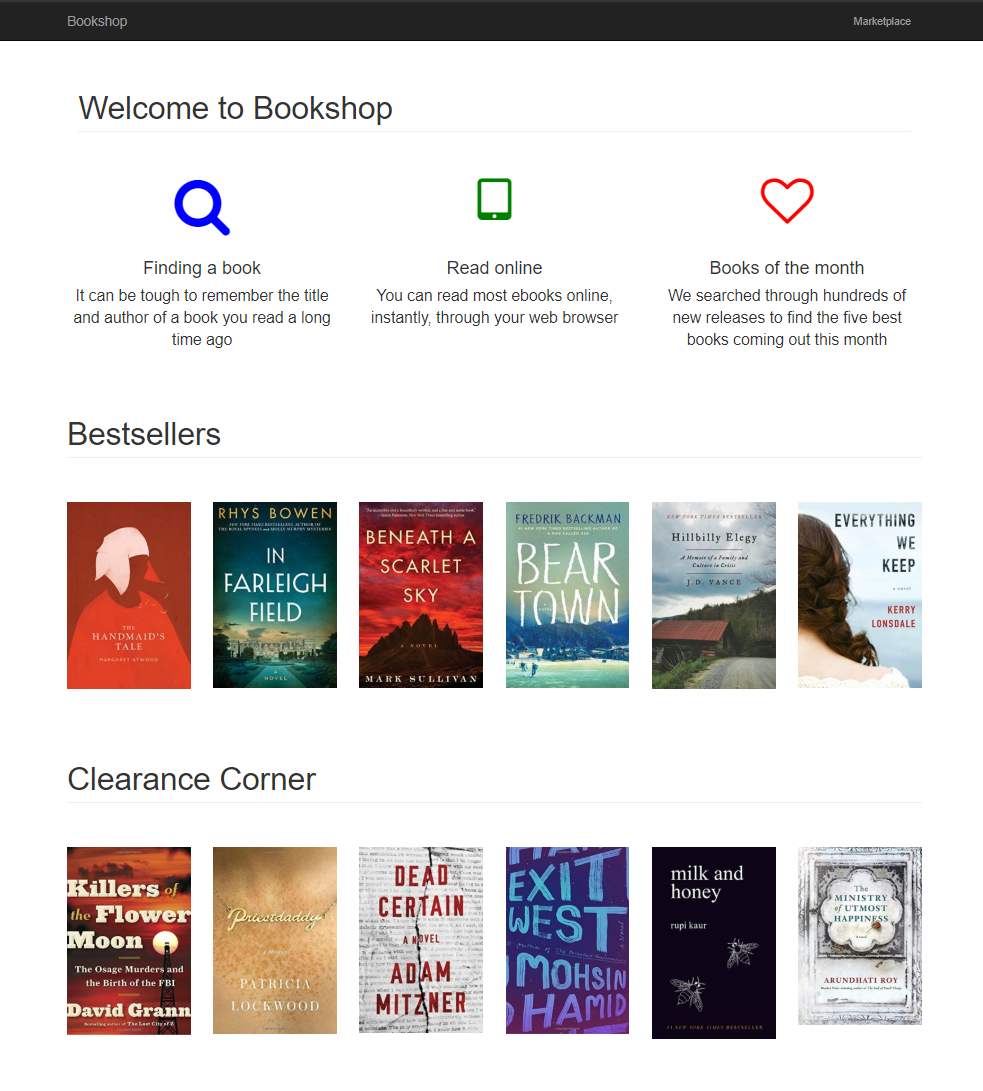 Bookshop
Marketplace
Welcome to Bookshop
Finding a book
It can be tough to remember the title
and author of a book you read a long
time ago
Read online
You can read most ebooks online,
instantly, through your web browser
Books of the month
We searched through hundreds of
new releases to find the five best
books coming out this month
Bestsellers
THE
HANDMAID'S
TALE
MARGARET ATWOOD
RHYS BOWEN
NEW YORK TIMES BESTSELLING AUTHOR OF
THE ROYAL SPYNESS AND MOLLY MURPHY MYSTERIES
IN
FARLEIGH
FIELD
A
NOVEL
BENEATH A
SCARLET
SKY
A NOVEL
MARK SULLIVAN
FREDRIK BACKMAN
#1 NEW YORK TIMES BESTSELLING AUTHOR OF
A MAN CALLED OVE
BEAR
TOWN
A NOVEL
NEW YORK TIMES BESTSELLER
Hillbilly Elegy
A Memoir of a Family and
Culture in Crisis
J.D. VANCE
EVERYTHING
WE
KEEP
a novel
KERRY
LONSDALE
Clearance Corner
Killers of
the Flower
Moon
The Osage Murders and
the Birth of the FBI
David Grann
Bestselling author of The Lost City of Z
Priestdaddy
PATRICIA
LOCKWOOD
DEAD
CERTAIN
A NOVEL
ADAM
MITZNER
EXIT
WEST
MOHSIN
HAMID
milk and
honey
rupi kaur
#1 NEW YORK TIMES BESTSELLER
The
MINISTRY
of UTMOST
HAPPINESS
a novel
ARUNDHATI ROY